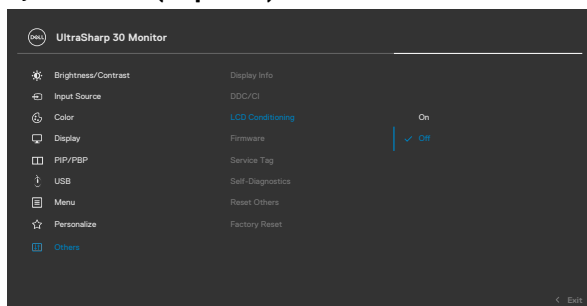 DELL UltraSharp 30 Monitor
Brightness/Contrast Display Info
Input Source DDC/CI
Color LCD Conditioning On
Display Firmware Off
PIP/PBP Service Tag
USB Self-Diagnostics
Menu Reset Others
Personalize Factory Reset
Others
Exit